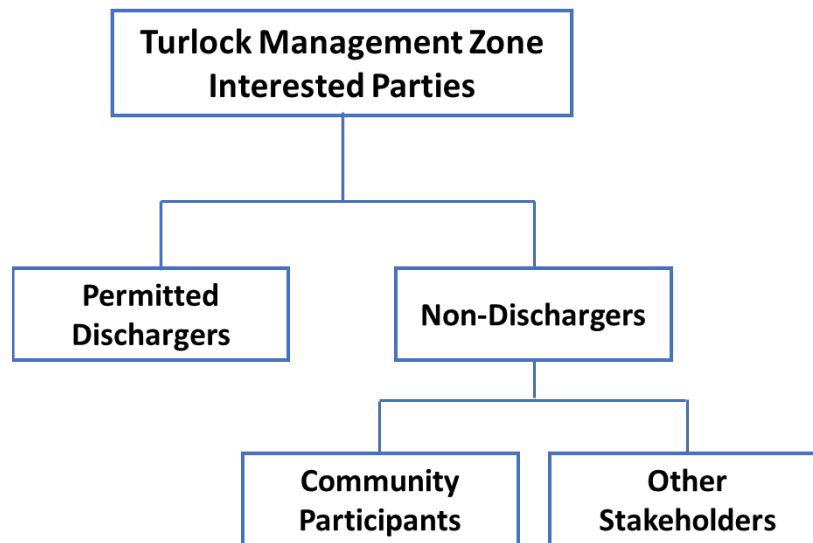 Turlock Management Zone
Interested Parties
Permitted
Dischargers
Non-Dischargers
Community
Participants
Other
Stakeholders